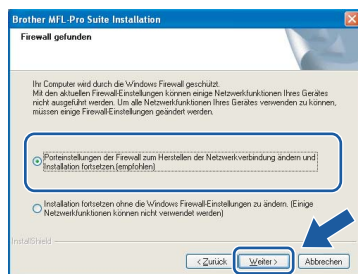 Brother MFL-Pro Suite Installation
Firewall gefunden
Ihr Computer wird durch die Windows Firewall geschützt.
Mit den aktuellen Firewall-Einstellungen können einige Netzwerkfunktionen Ihres Gerätes
nicht ausgeführt werden. Um alle Netzwerkfunktionen Ihres Gerätes verwenden zu können,
müssen einige Firewall-Einstellungen geändert werden.
Porteinstellungen der Firewall zum Herstellen der Netzwerkverbindung ändern und
Installation fortsetzen.(empfohlen)
Installation fortsetzen ohne die Windows Firewall-Einstellungen zu ändern. (Einige
Netzwerkfunktionen können nicht verwendet werden)
InstallShield
< Zurück
Weiter >
Abbrechen